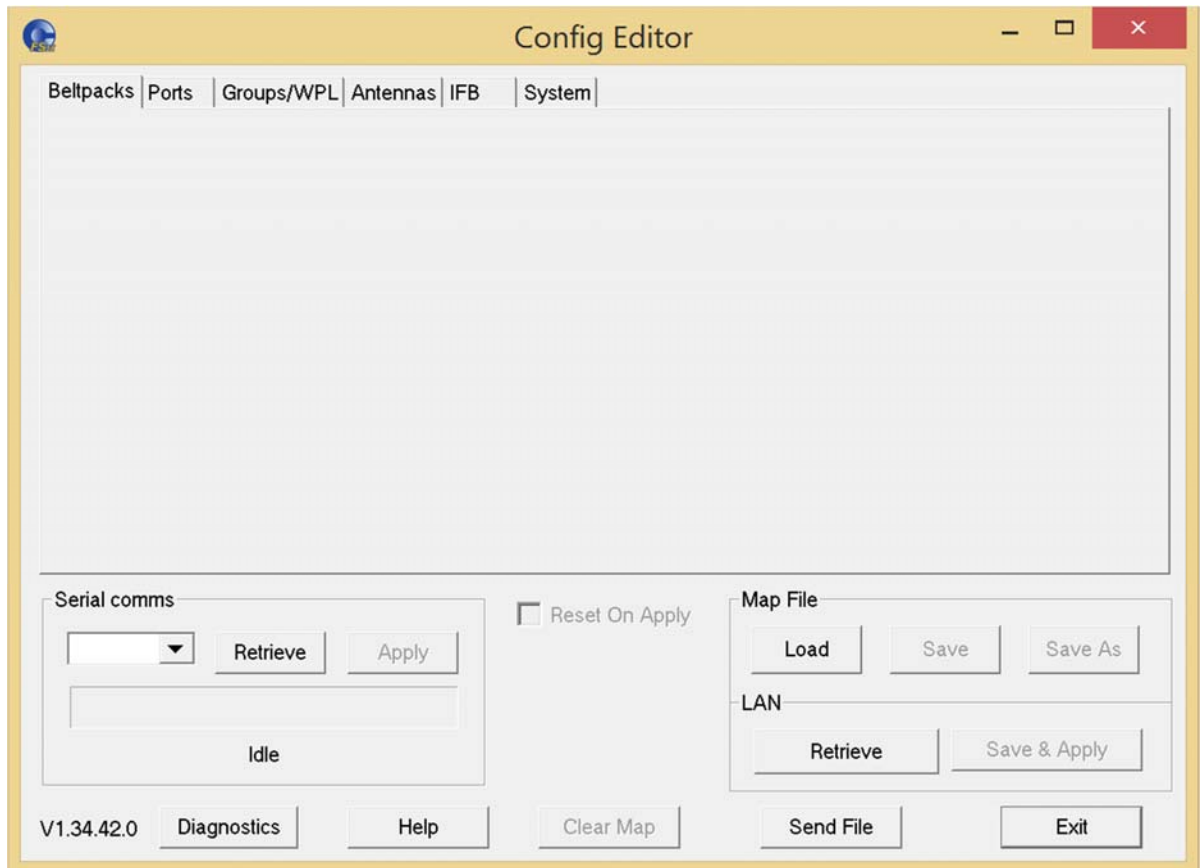 Config Editor
Beltpacks Ports Groups/WPL Antennas IFB System
Serial comms
Retrieve Apply
Idle
Reset On Apply
Map File
Load Save Save As
LAN
Retrieve Save & Apply
V1.34.42.0 Diagnostics Help Clear Map Send File Exit